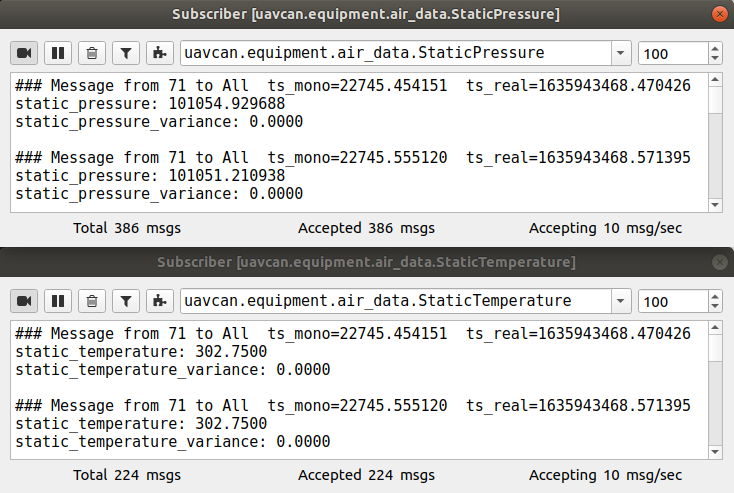 Subscriber [uavcan.equipment.air_data.StaticPressure]
uavcan.equipment.air_data.StaticPressure 100
### Message from 71 to All  ts_mono=22745.454151  ts_real=1635943468.470426
static_pressure: 101054.929688
static_pressure_variance: 0.0000
### Message from 71 to All  ts_mono=22745.555120  ts_real=1635943468.571395
static_pressure: 101051.210938
static_pressure_variance: 0.0000
Total 386 msgs Accepted 386 msgs Accepting 10 msg/sec
Subscriber [uavcan.equipment.air_data.StaticTemperature]
uavcan.equipment.air_data.StaticTemperature 100
### Message from 71 to All  ts_mono=22745.454151  ts_real=1635943468.470426
static_temperature: 302.7500
static_temperature_variance: 0.0000
### Message from 71 to All  ts_mono=22745.555120  ts_real=1635943468.571395
static_temperature: 302.7500
static_temperature_variance: 0.0000
Total 224 msgs Accepted 224 msgs Accepting 10 msg/sec